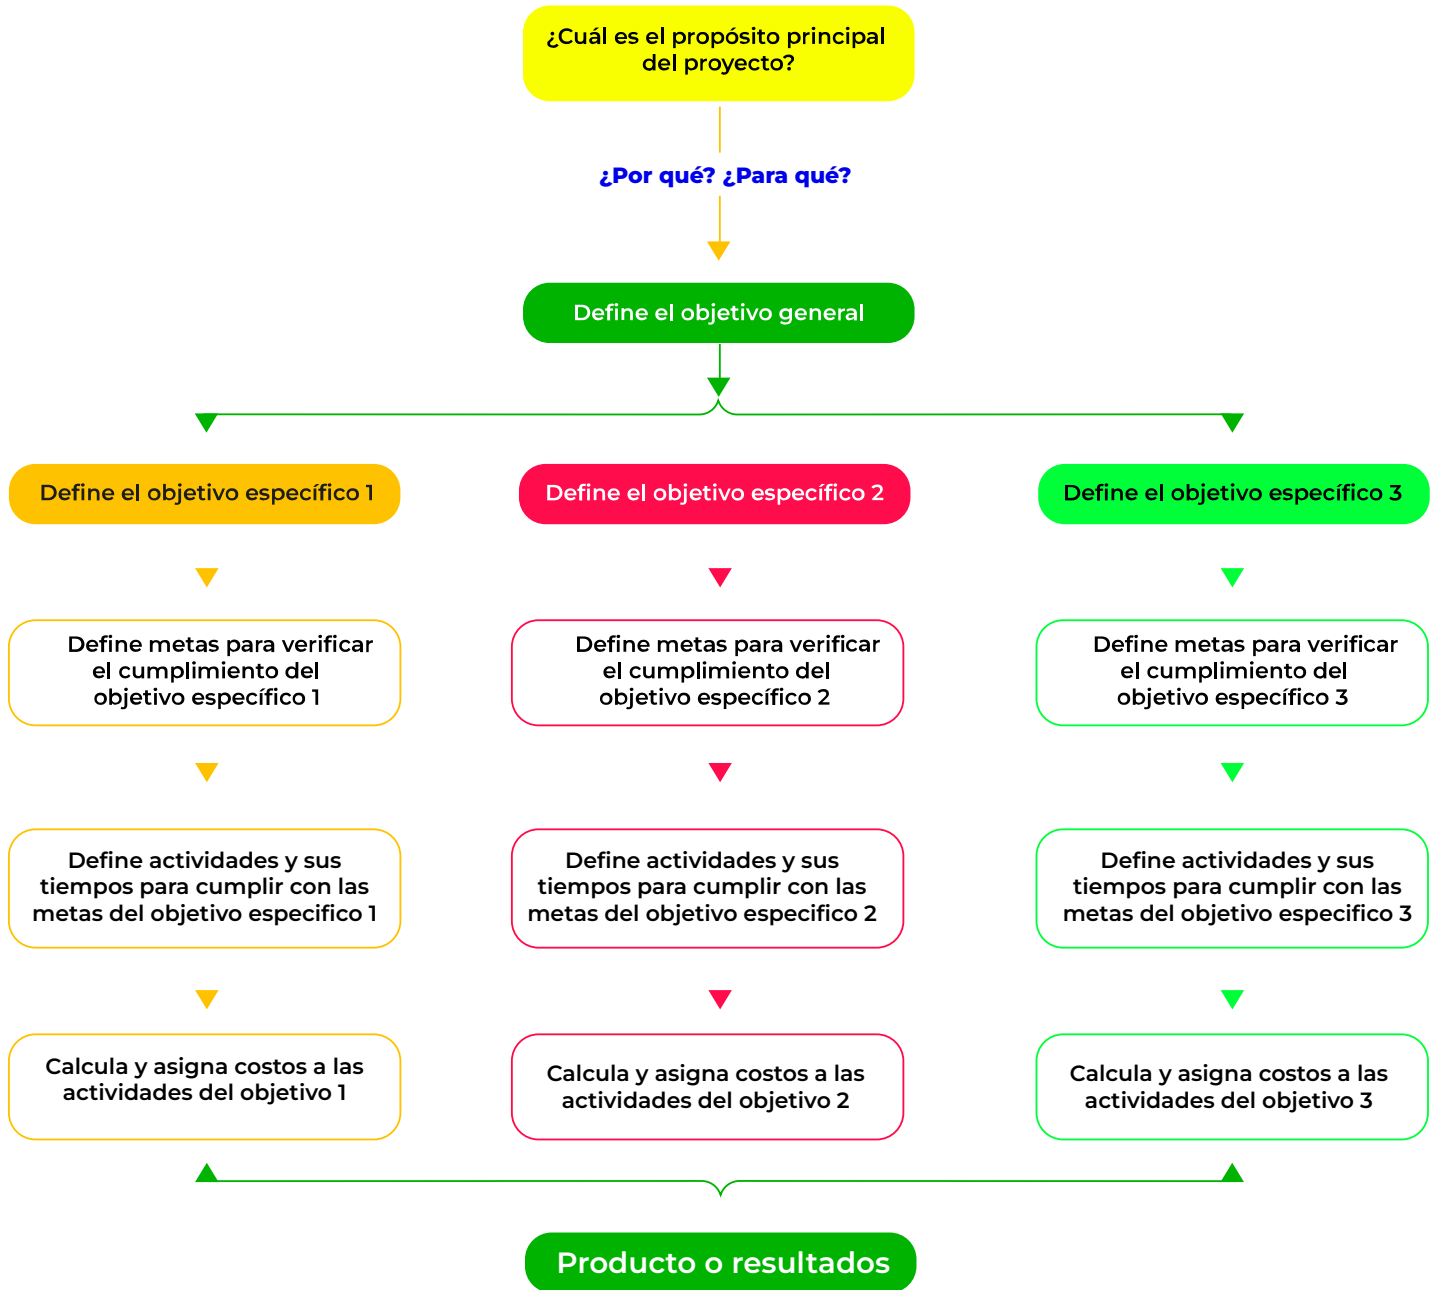 ¿Cuál es el propósito principal
del proyecto?
¿Por qué? ¿Para qué?
Define el objetivo general
Define el objetivo específico 1
Define el objetivo específico 2
Define el objetivo específico 3
Define metas para verificar
el cumplimiento del
objetivo específico 1
Define metas para verificar
el cumplimiento del
objetivo específico 2
Define metas para verificar
el cumplimiento del
objetivo específico 3
Define actividades y sus
tiempos para cumplir con las
metas del objetivo especifico 1
Define actividades y sus
tiempos para cumplir con las
metas del objetivo especifico 2
Define actividades y sus
tiempos para cumplir con las
metas del objetivo especifico 3
Calcula y asigna costos a las
actividades del objetivo 1
Calcula y asigna costos a las
actividades del objetivo 2
Calcula y asigna costos a las
actividades del objetivo 3
Producto o resultados